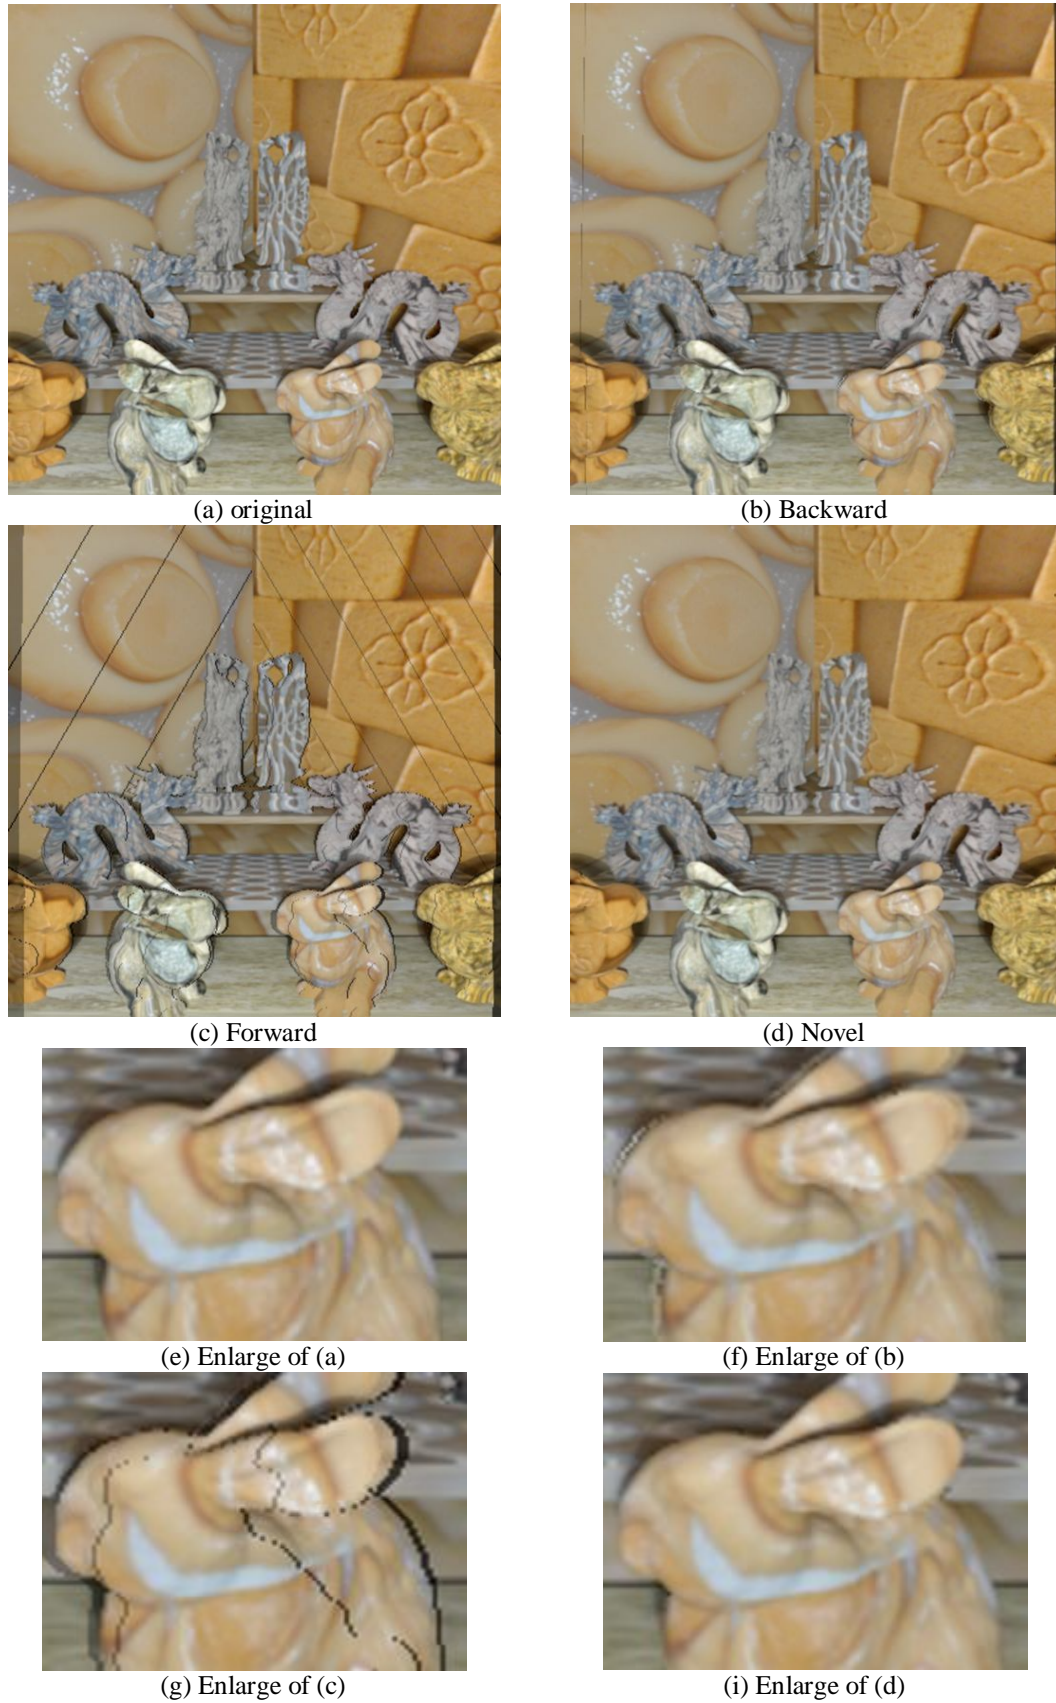 (a) original
(b) Backward
(c) Forward
(d) Novel
(e) Enlarge of (a)
(f) Enlarge of (b)
(g) Enlarge of (c)
(i) Enlarge of (d)